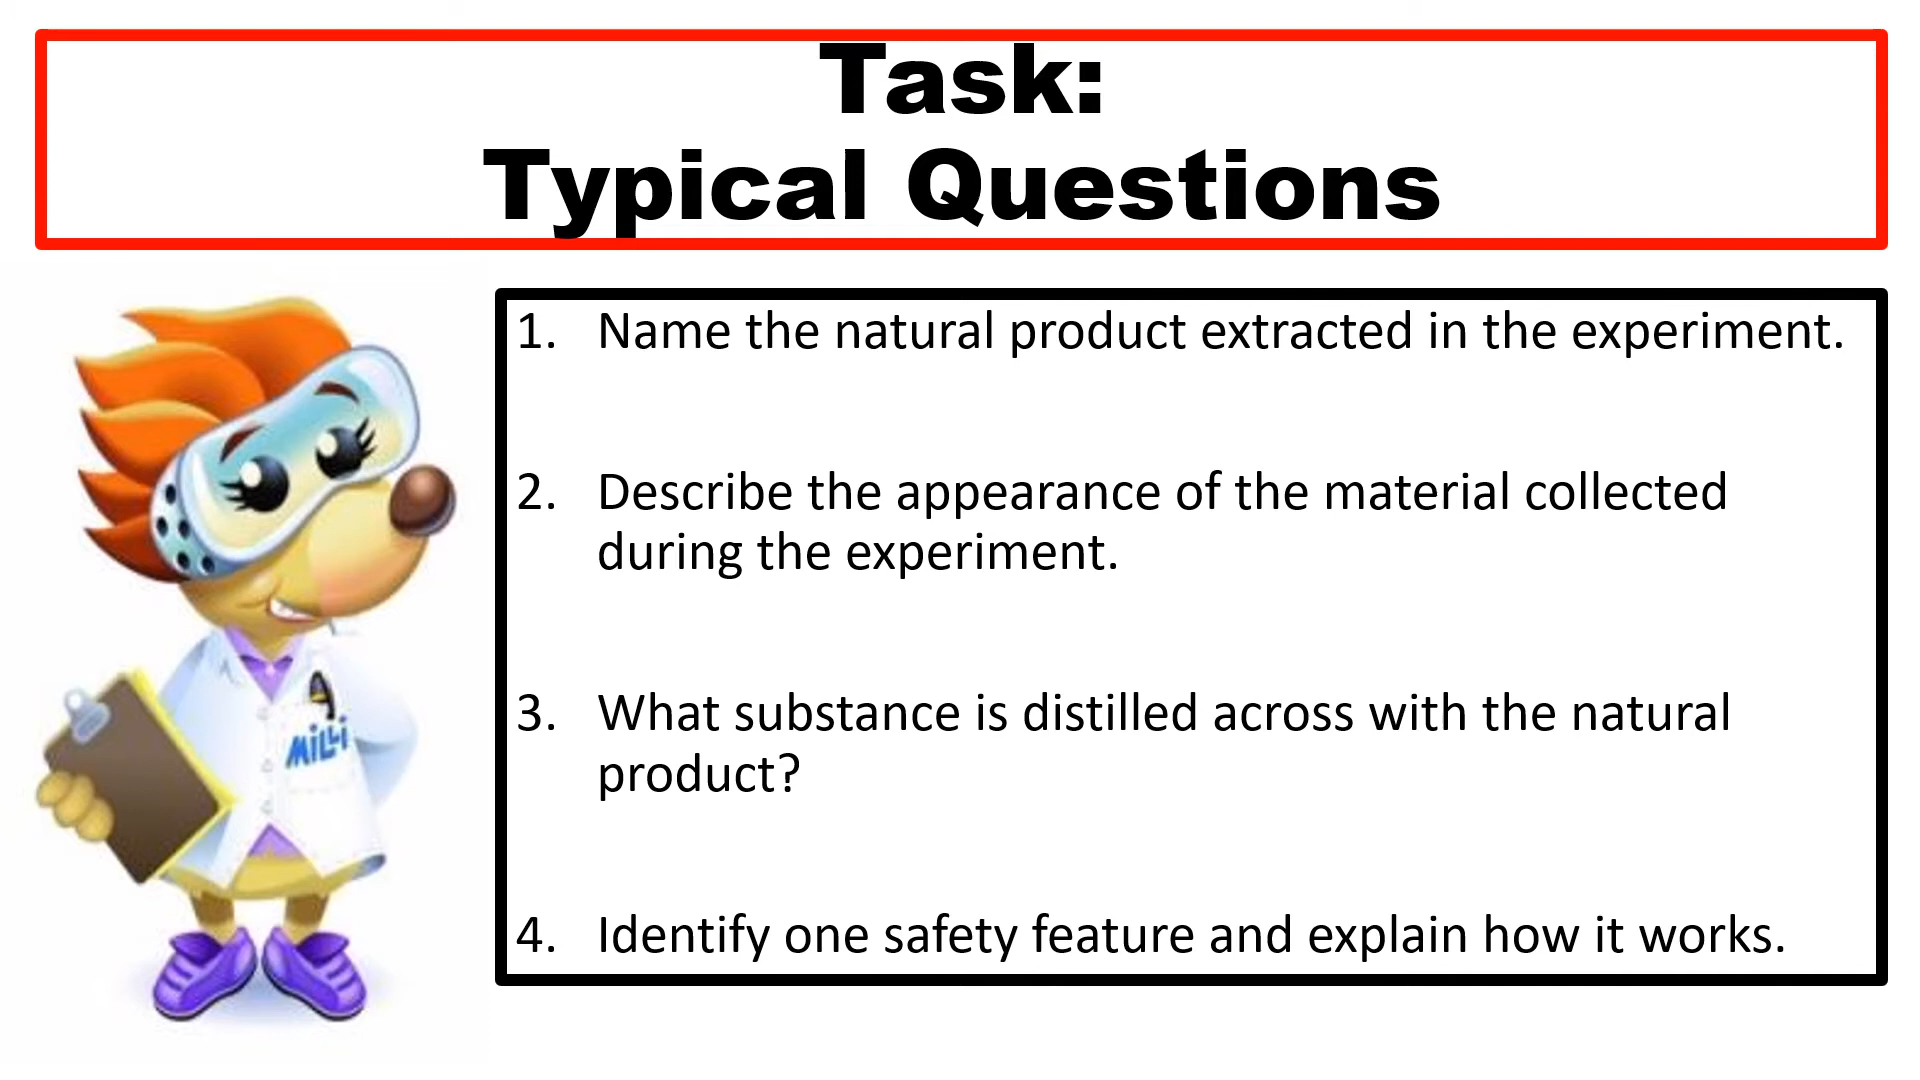 Task:
Typical Questions
1. Name the natural product extracted in the experiment.
2. Describe the appearance of the material collected
during the experiment.
3. What substance is distilled across with the natural
product?
4. Identify one safety feature and explain how it works.
MiLLi